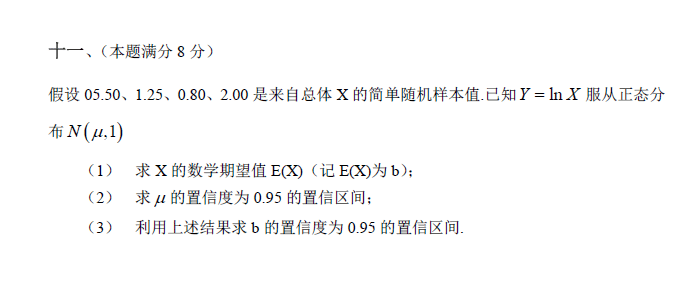 十一、（本题满分 8 分）
假设 05.50、1.25、0.80、2.00 是来自总体 X 的简单随机样本值.已知 Y = ln X 服从正态分
布 N(μ,1)
（1） 求 X 的数学期望值 E(X)（记 E(X)为 b）；
（2） 求 μ 的置信度为 0.95 的置信区间；
（3） 利用上述结果求 b 的置信度为 0.95 的置信区间.